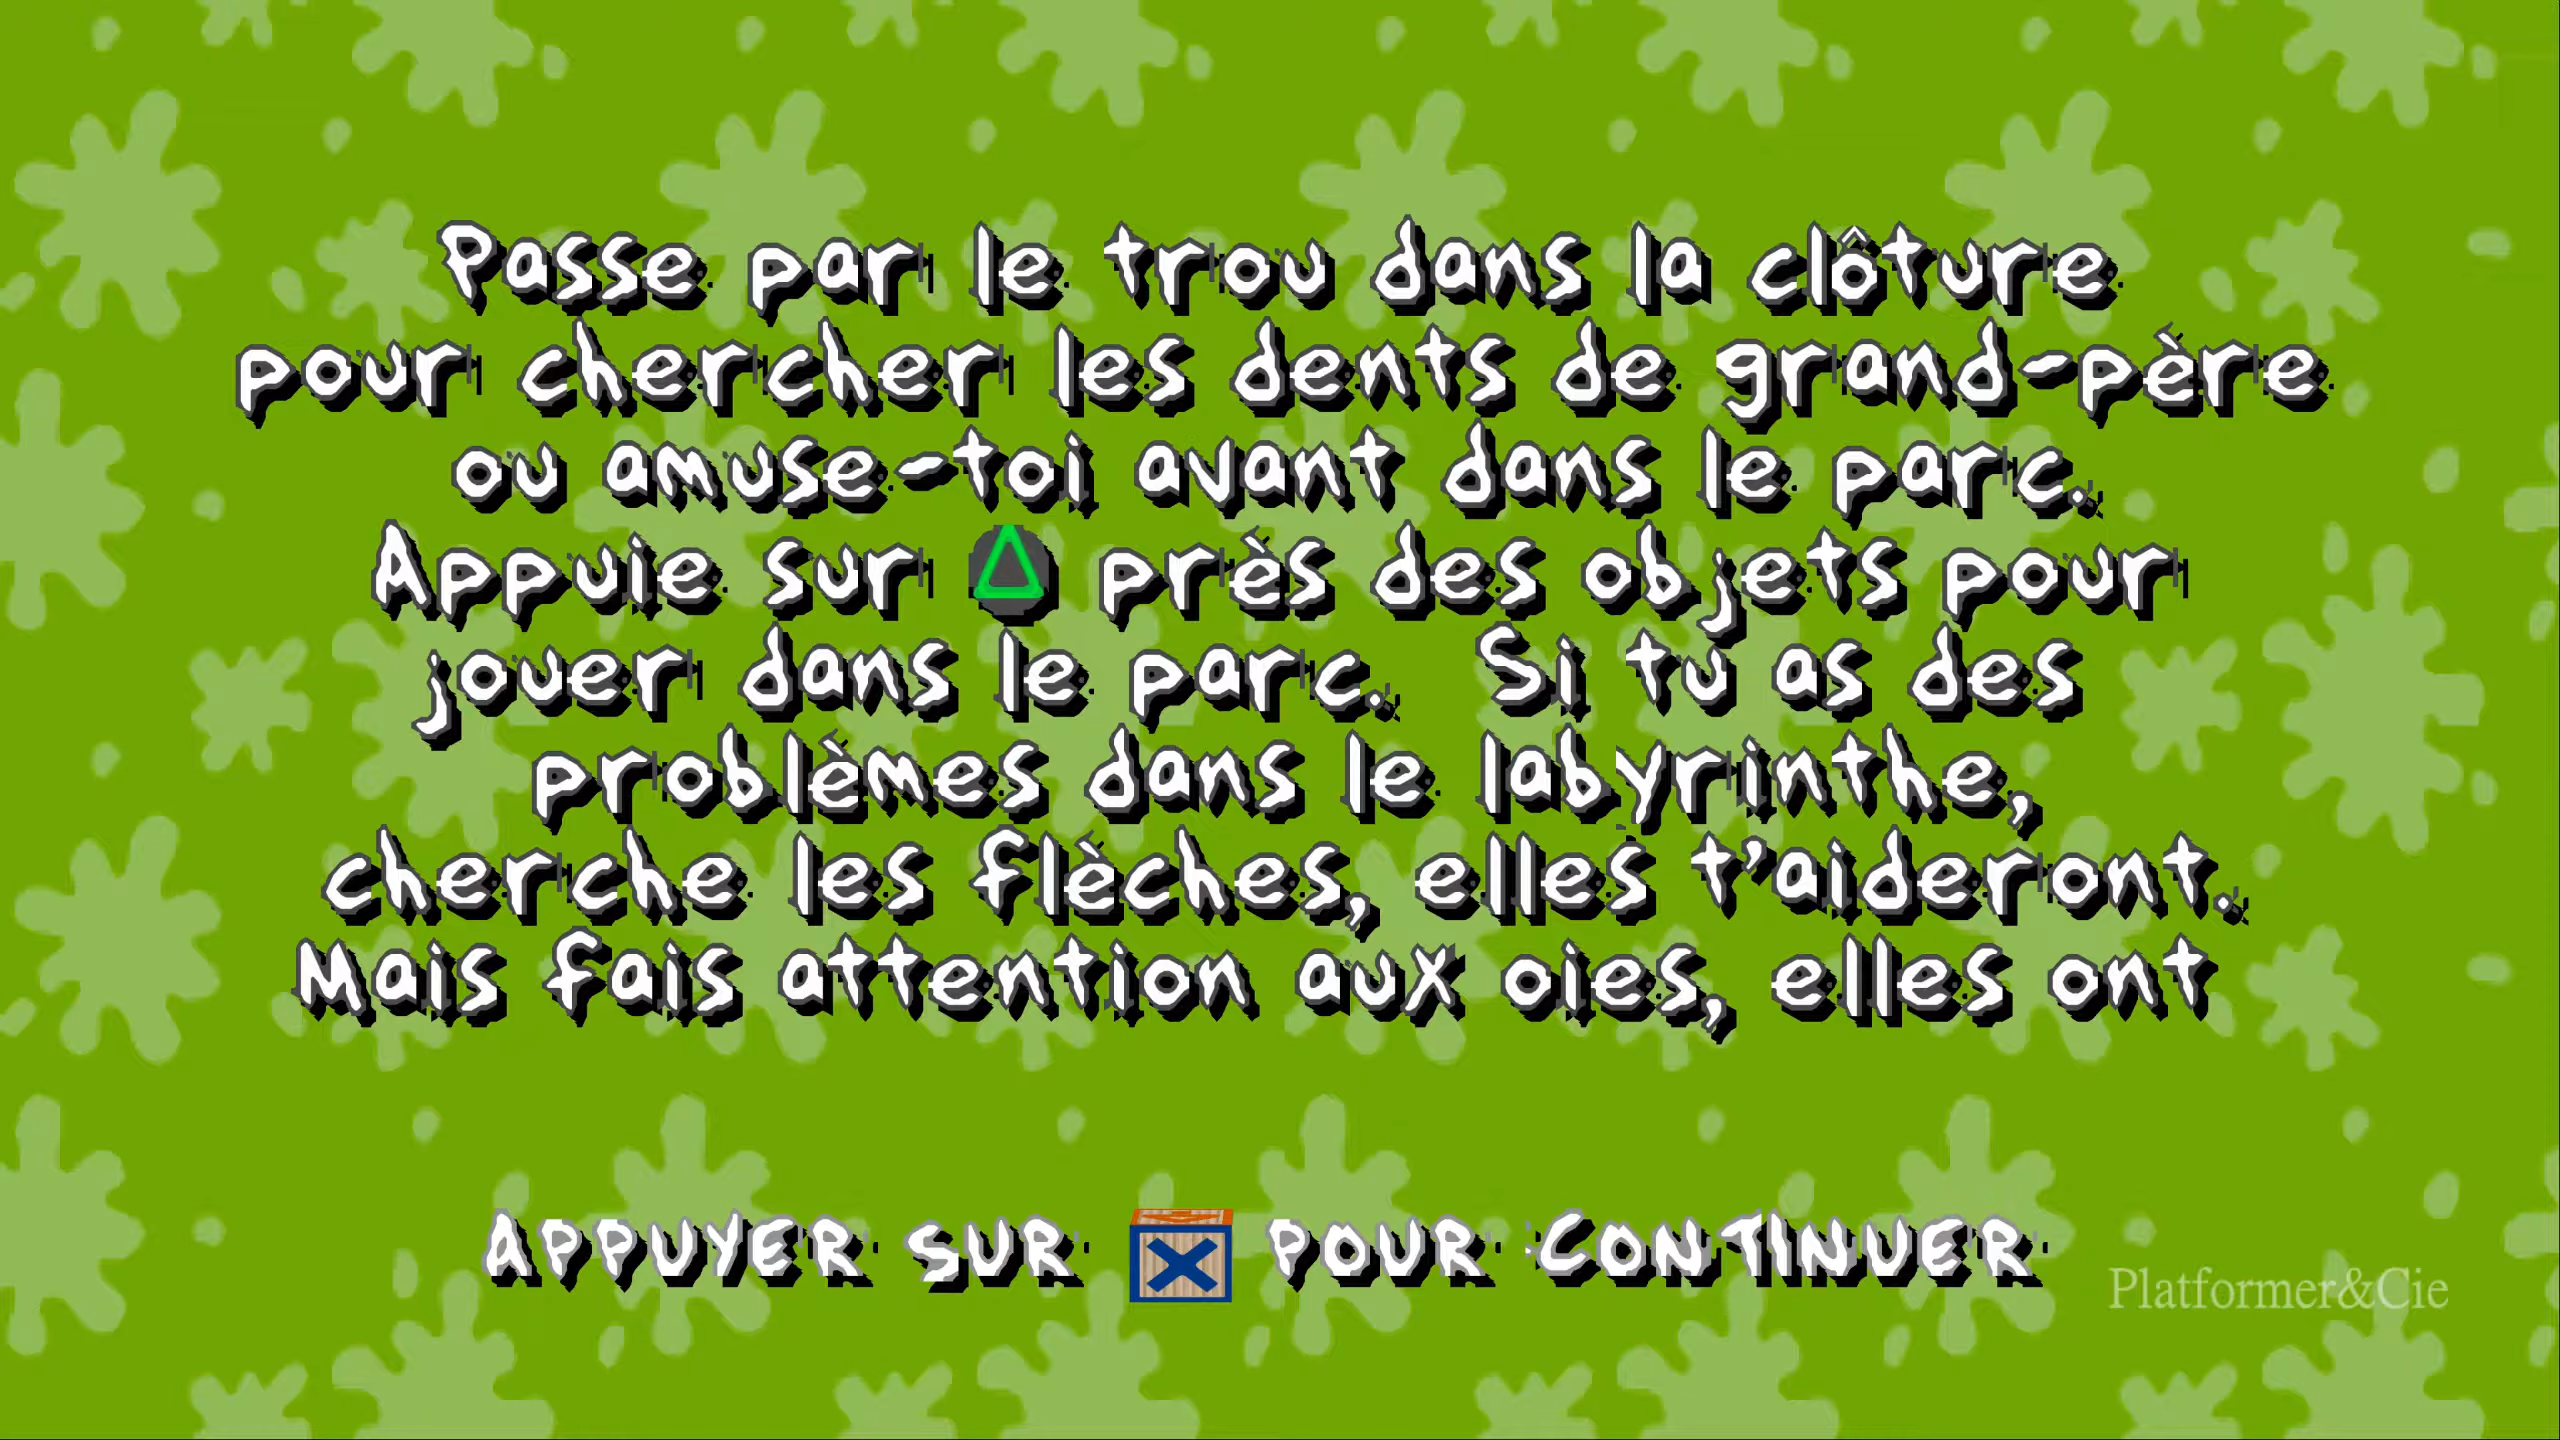 Passe par le trou dans la clôture
pour chercher les dents de grand-père
ou amuse-toi avant dans le parc.
Appuie sur △ près des objets pour
jouer dans le parc. Si tu as des
problèmes dans le labyrinthe,
cherche les flèches, elles t'aideront.
Mais fais attention aux oies, elles ont
APPUYER SUR X POUR CONTINUER
Platformer&Cie